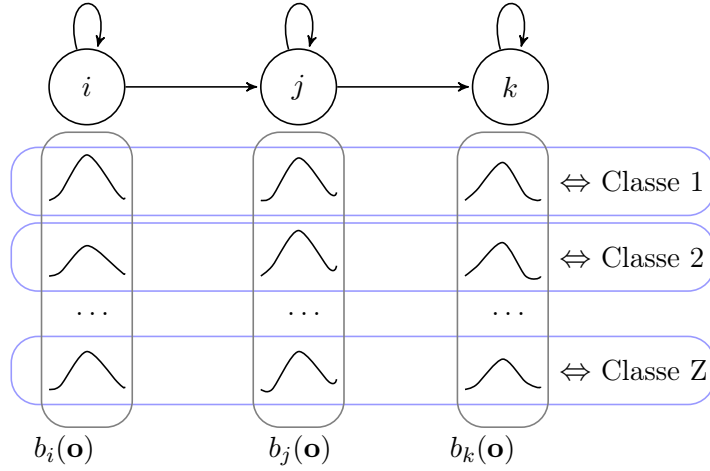 i j k
⇔ Classe 1
⇔ Classe 2
... ... ...
⇔ Classe Z
b_i(o) b_j(o) b_k(o)